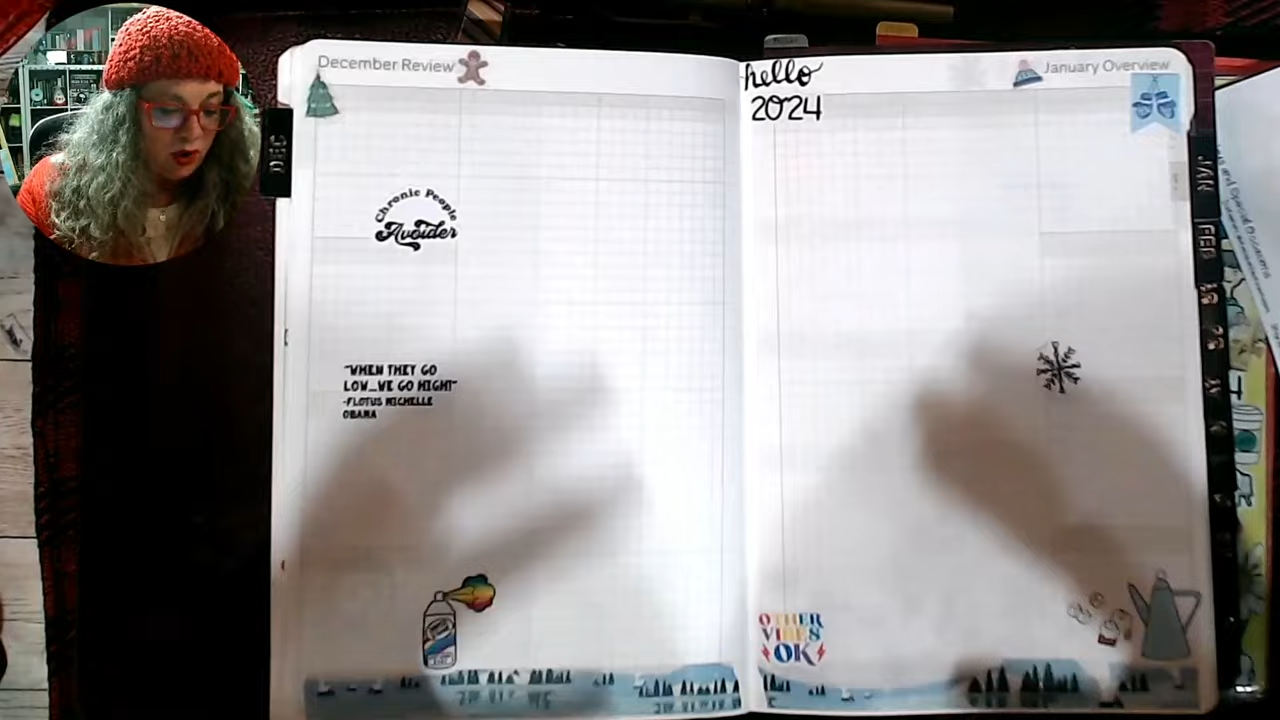 December Review
hello
2024
January Overview
DEC
JAN
FEB
Chronic People
Avoider
"WHEN THEY GO
LOW...WE GO HIGH"
-FLOTUS MICHELLE
OBAMA
OTHER
VIBES
OK